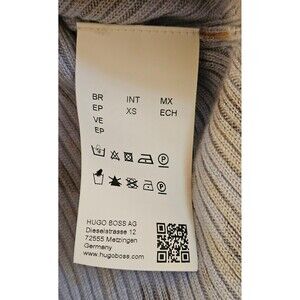 BR INT MX
EP XS ECH
VE
EP
HUGO BOSS AG
Dieselstrasse 12
72555 Metzingen
Germany
www.hugoboss.com